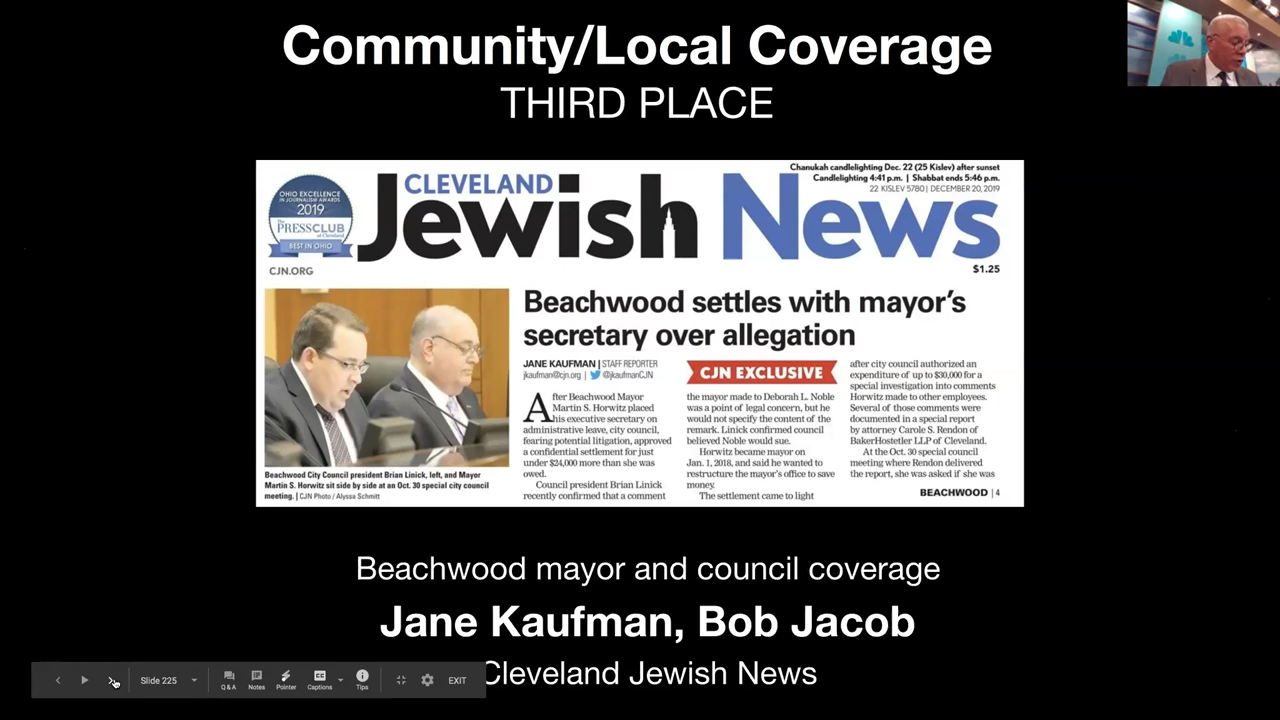 Community/Local Coverage
THIRD PLACE
Chanukah candlelighting Dec. 22 (25 Kislev) after sunset
Candlelighting 4:41 p.m. | Shabbat ends 5:46 p.m.
22 KISLEV 5780 | DECEMBER 20, 2019
OHIO EXCELLENCE
IN JOURNALISM AWARDS
2019
The
PRESSCLUB
of Cleveland
BEST IN OHIO
CLEVELAND
Jewish News
CJN.ORG
$1.25
Beachwood settles with mayor's
secretary over allegation
JANE KAUFMAN | STAFF REPORTER
jkaufman@cjn.org | @jkaufmanCJN
After Beachwood Mayor
Martin S. Horwitz placed
his executive secretary on
administrative leave, city council,
fearing potential litigation, approved
a confidential settlement for just
under $24,000 more than she was
owed.
Council president Brian Linick
recently confirmed that a comment
CJN EXCLUSIVE
the mayor made to Deborah L. Noble
was a point of legal concern, but he
would not specify the content of the
remark. Linick confirmed council
believed Noble would sue.
Horwitz became mayor on
Jan. 1, 2018, and said he wanted to
restructure the mayor's office to save
money.
The settlement came to light
after city council authorized an
expenditure of up to $30,000 for a
special investigation into comments
Horwitz made to other employees.
Several of those comments were
documented in a special report
by attorney Carole S. Rendon of
BakerHostetler LLP of Cleveland.
At the Oct. 30 special council
meeting where Rendon delivered
the report, she was asked if she was
BEACHWOOD | 4
Beachwood City Council president Brian Linick, left, and Mayor
Martin S. Horwitz sit side by side at an Oct. 30 special city council
meeting. | CJN Photo / Alyssa Schmitt
Beachwood mayor and council coverage
Jane Kaufman, Bob Jacob
Cleveland Jewish News
Slide 225
Q & A
Notes
Pointer
Captions
Tips
EXIT